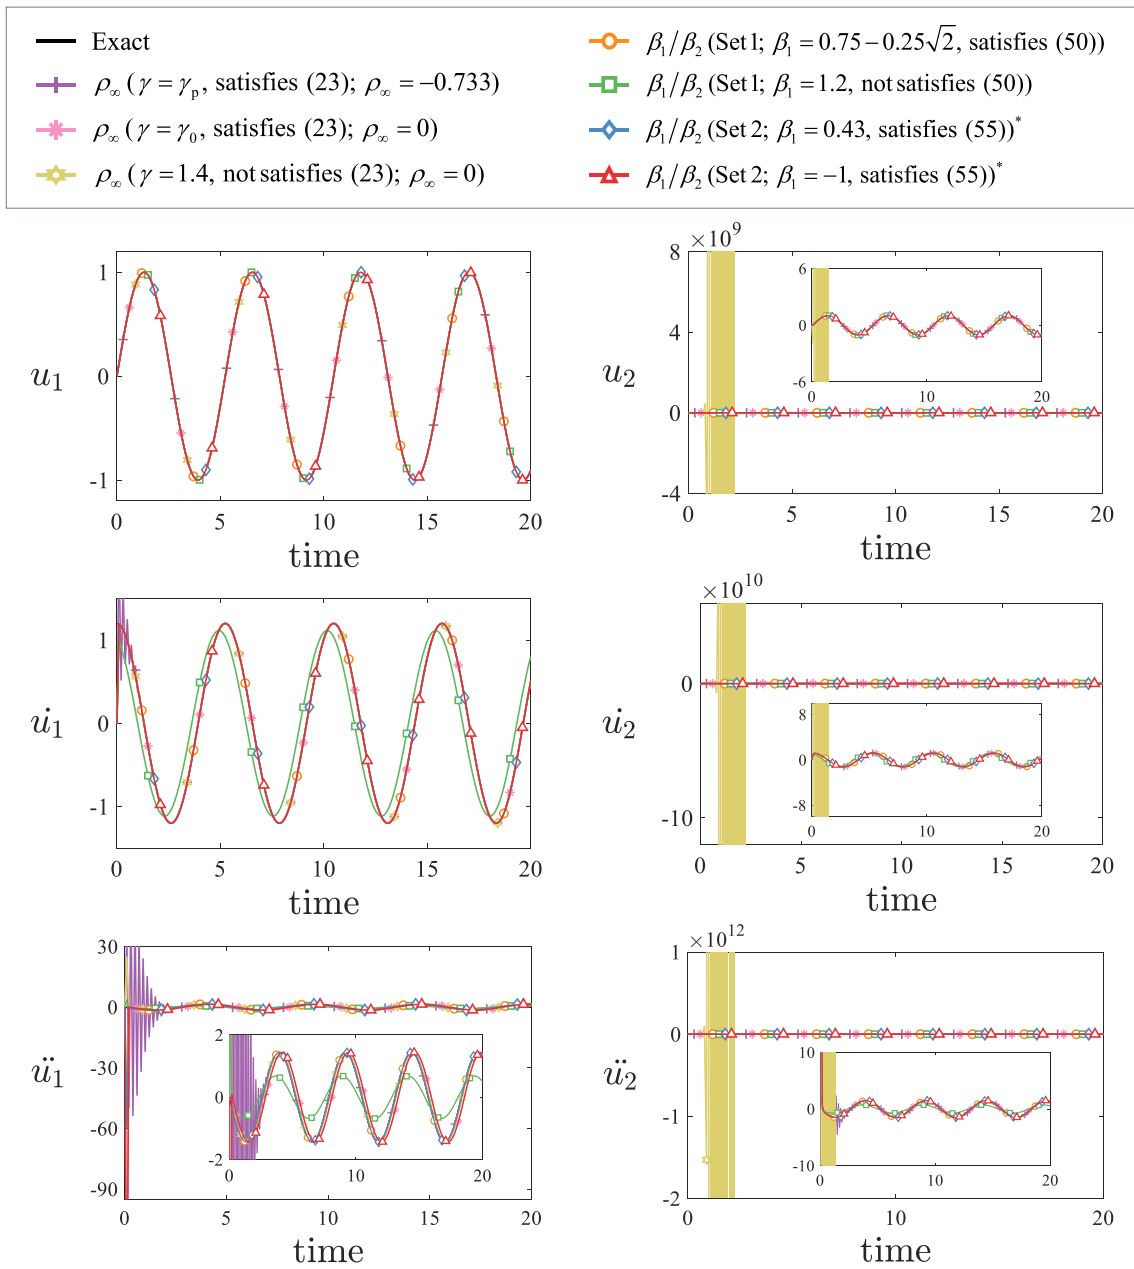 Exact
ρ∞ (γ = γp, satisfies (23); ρ∞ = −0.733)
ρ∞ (γ = γ0, satisfies (23); ρ∞ = 0)
ρ∞ (γ = 1.4, not satisfies (23); ρ∞ = 0)
β1/β2 (Set 1; β1 = 0.75 − 0.25√2, satisfies (50))
β1/β2 (Set 1; β1 = 1.2, not satisfies (50))
β1/β2 (Set 2; β1 = 0.43, satisfies (55))*
β1/β2 (Set 2; β1 = −1, satisfies (55))*
1
0
-1
u1
0 5 10 15 20
time
×10^9
8
4
0
-4
u2
0 5 10 15 20
time
6
0
-6
0 10 20
1
0
-1
u̇1
0 5 10 15 20
time
×10^10
0
-10
u̇2
0 5 10 15 20
time
8
0
-8
0 10 20
30
0
-30
-60
-90
ü1
0 5 10 15 20
time
2
0
-2
0 10 20
×10^12
1
0
-1
-2
ü2
0 10 20
time
10
0
-10
0 10 20